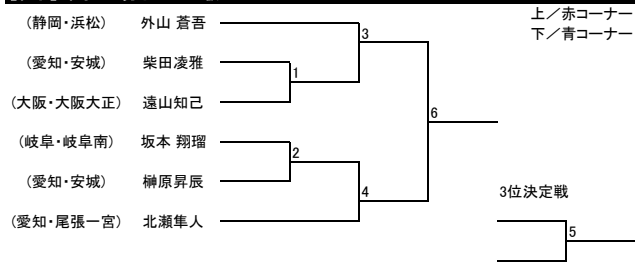 上／赤コーナー
下／青コーナー
（静岡・浜松） 外山 蒼吾
3
（愛知・安城） 柴田凌雅
1
（大阪・大阪大正） 遠山知己
6
（岐阜・岐阜南） 坂本 翔瑠
2
（愛知・安城） 榊原昇辰
4
3位決定戦
（愛知・尾張一宮） 北瀬隼人
5